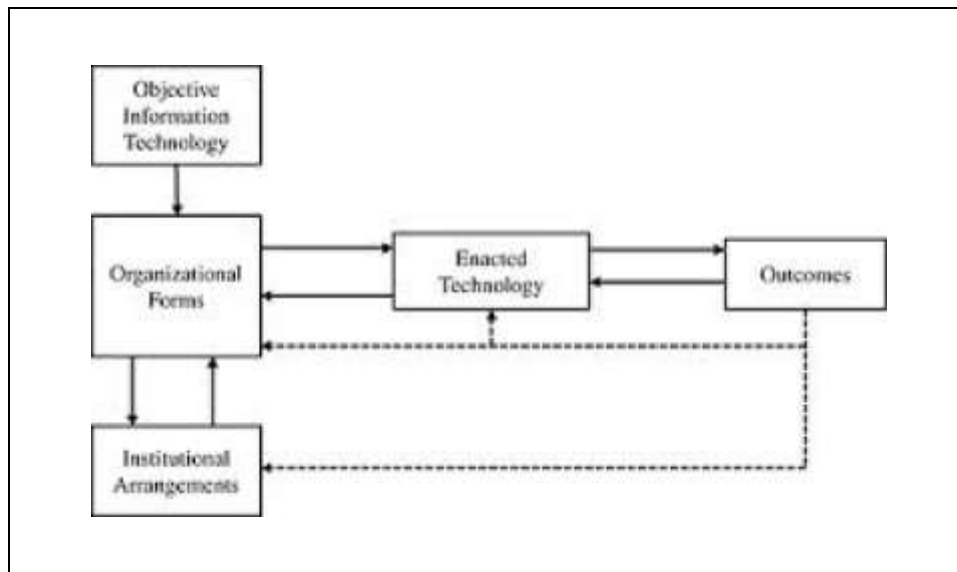 Objective
Information
Technology
Organizational
Forms
Enacted
Technology
Outcomes
Institutional
Arrangements